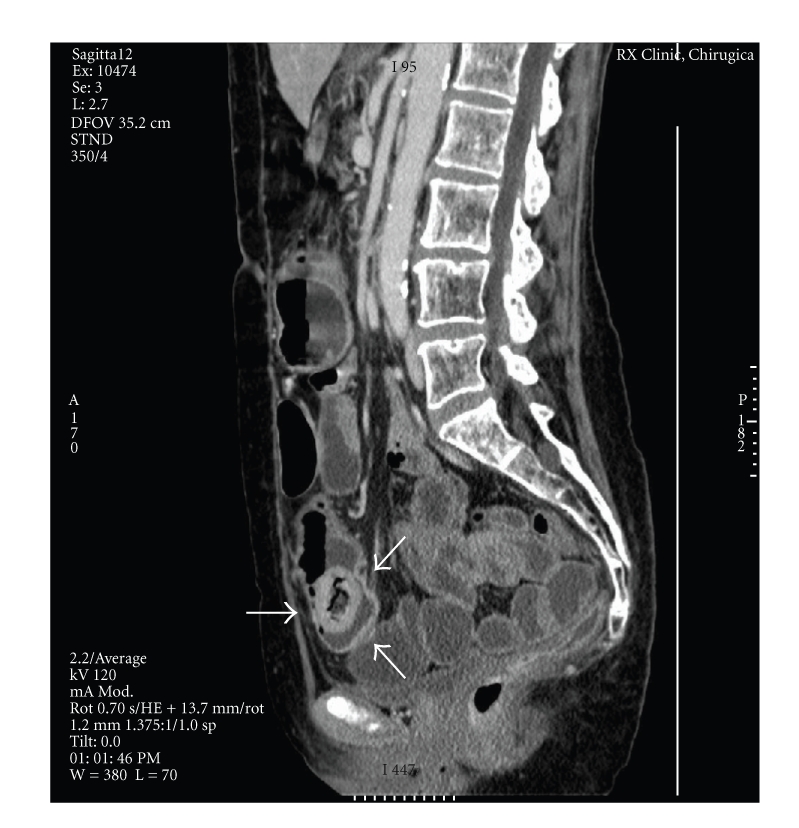 Sagitta12
Ex: 10474
Se: 3
L: 2.7
DFOV 35.2 cm
STND
350/4
I 95
RX Clinic, Chirugica
A
1
7
0
P
1
8
2
2.2/Average
kV 120
mA Mod.
Rot 0.70 s/HE + 13.7 mm/rot
1.2 mm 1.375:1/1.0 sp
Tilt: 0.0
01: 01: 46 PM
W = 380 L = 70
I 447